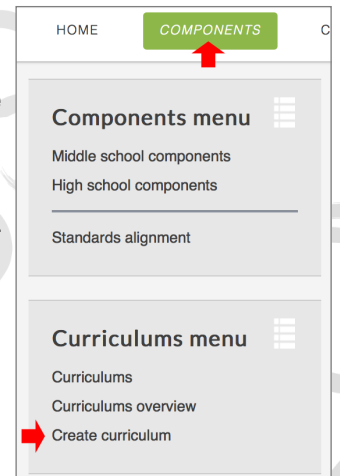 HOME COMPONENTS C
Components menu
Middle school components
High school components
Standards alignment
Curriculums menu
Curriculums
Curriculums overview
Create curriculum